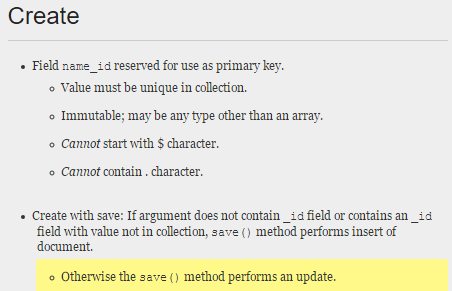 Create
• Field name_id reserved for use as primary key.
∘ Value must be unique in collection.
∘ Immutable; may be any type other than an array.
∘ Cannot start with $ character.
∘ Cannot contain . character.
• Create with save: If argument does not contain _id field or contains an _id
field with value not in collection, save() method performs insert of
document.
∘ Otherwise the save() method performs an update.